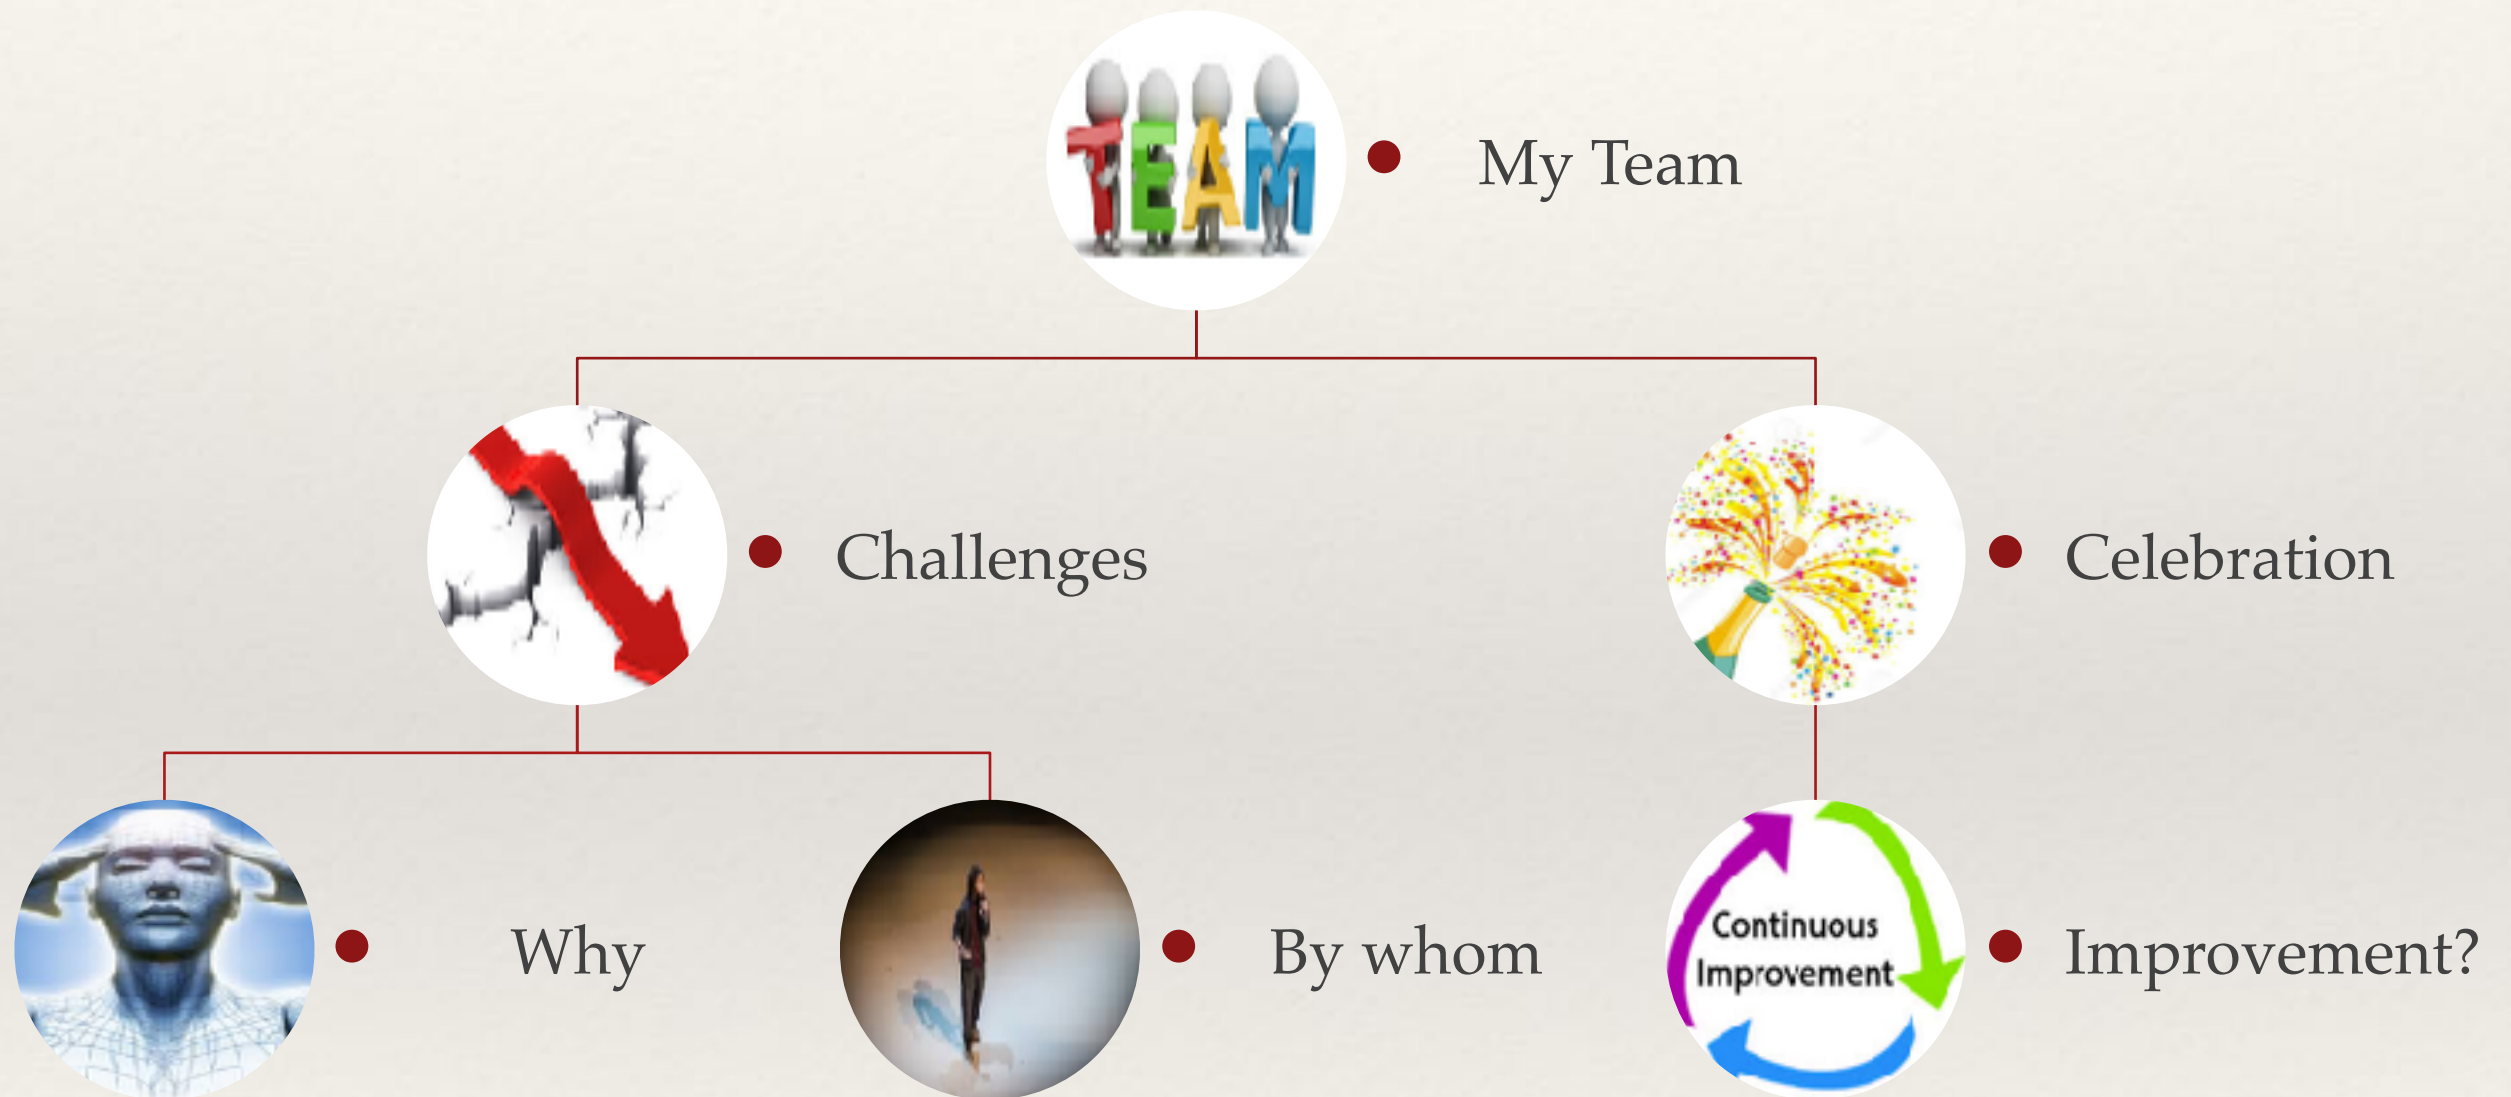 TEAM
My Team
Challenges
Celebration
Why
By whom
Continuous
Improvement
Improvement?